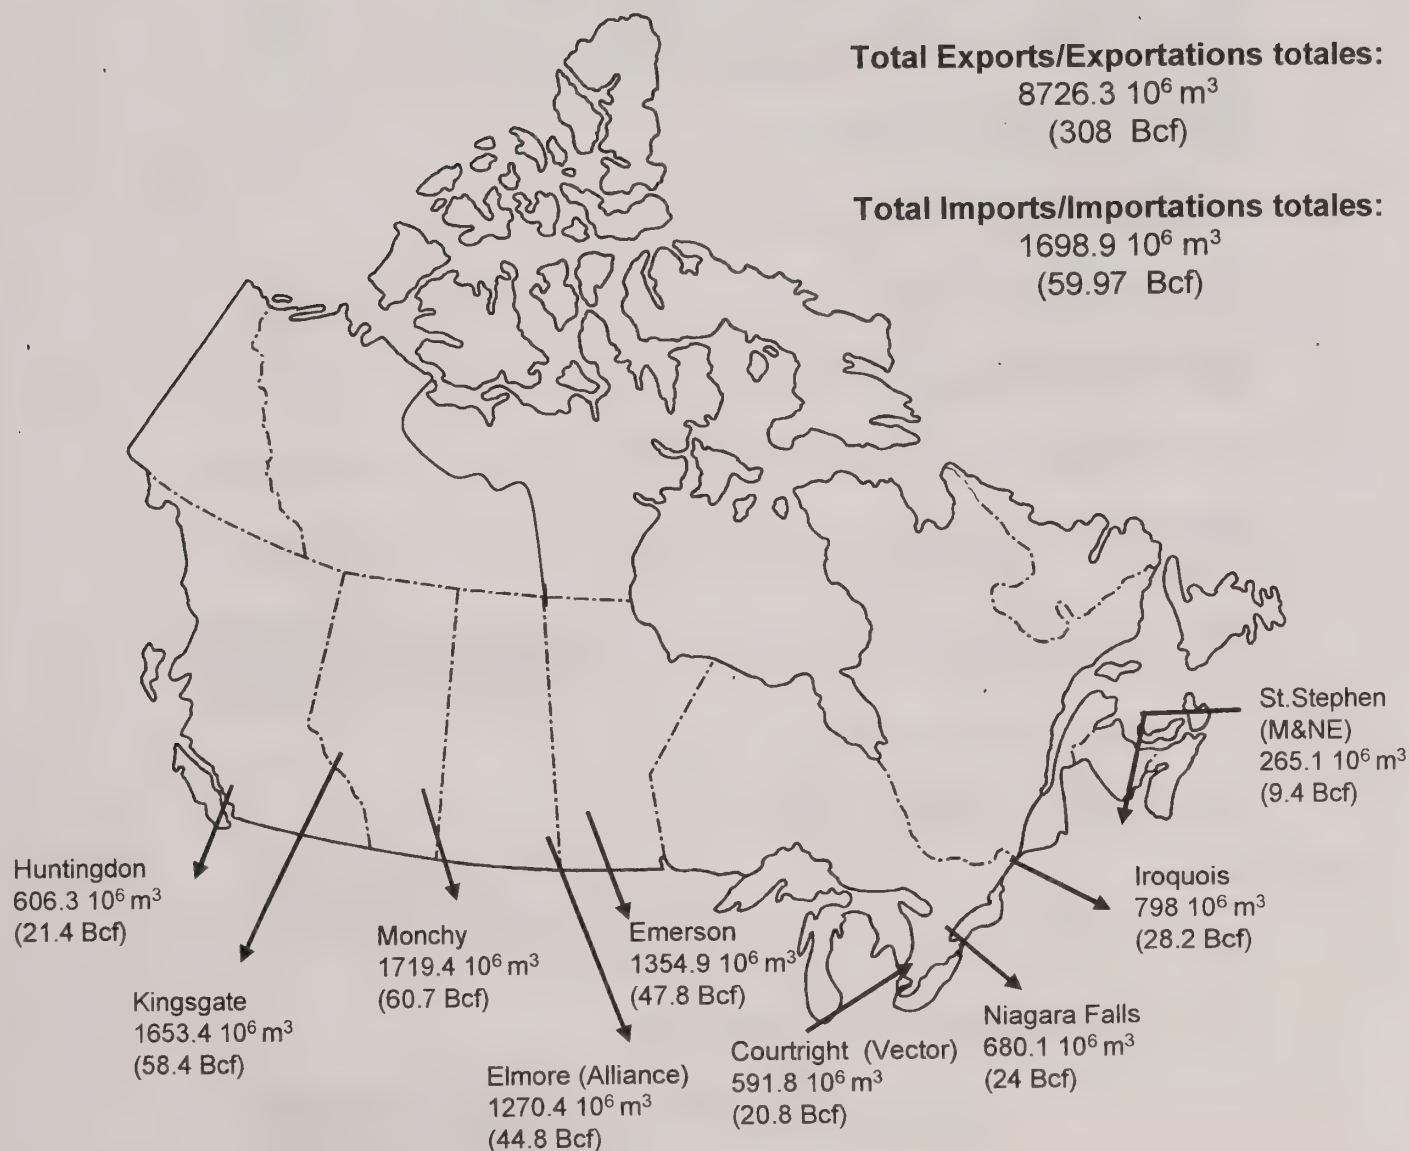 Total Exports/Exportations totales:
8726.3 10⁶ m³
(308 Bcf)
Total Imports/Importations totales:
1698.9 10⁶ m³
(59.97 Bcf)
St.Stephen
(M&NE)
265.1 10⁶ m³
(9.4 Bcf)
Huntingdon
606.3 10⁶ m³
(21.4 Bcf)
Kingsgate
1653.4 10⁶ m³
(58.4 Bcf)
Monchy
1719.4 10⁶ m³
(60.7 Bcf)
Elmore (Alliance)
1270.4 10⁶ m³
(44.8 Bcf)
Emerson
1354.9 10⁶ m³
(47.8 Bcf)
Courtright (Vector)
591.8 10⁶ m³
(20.8 Bcf)
Niagara Falls
680.1 10⁶ m³
(24 Bcf)
Iroquois
798 10⁶ m³
(28.2 Bcf)